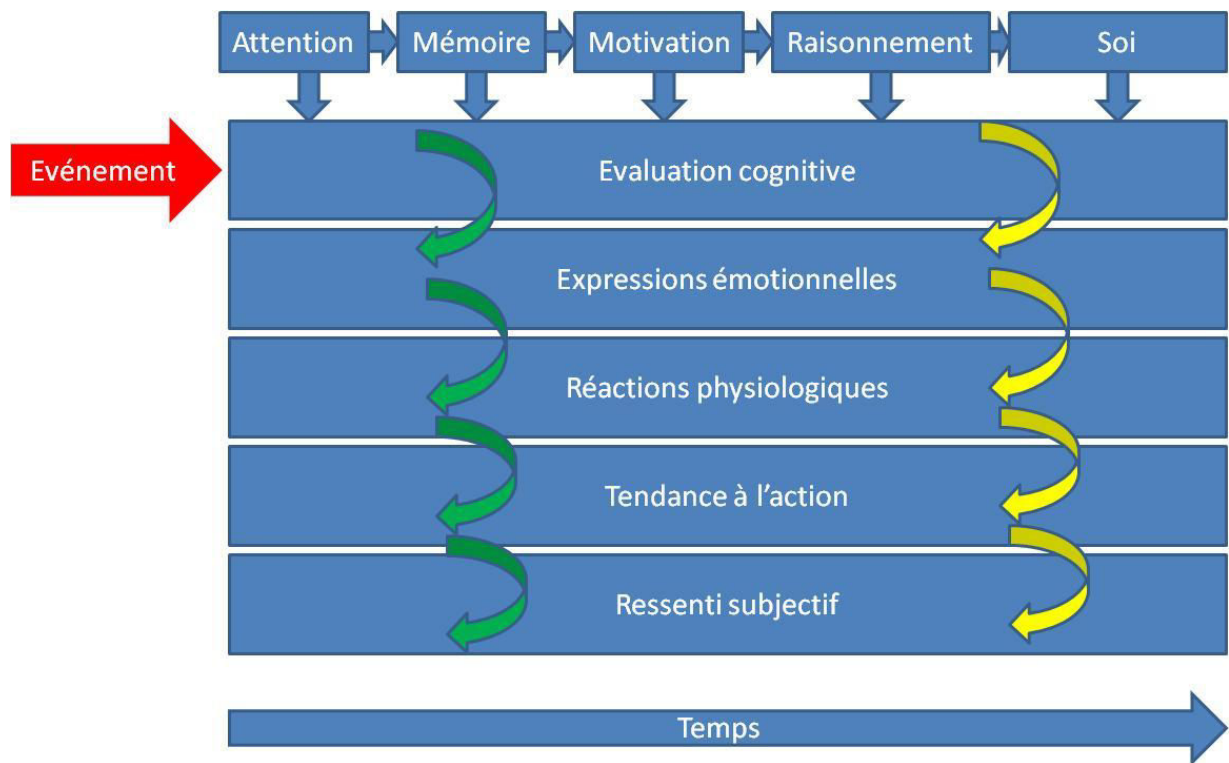 Attention
Mémoire
Motivation
Raisonnement
Soi
Evénement
Evaluation cognitive
Expressions émotionnelles
Réactions physiologiques
Tendance à l’action
Ressenti subjectif
Temps